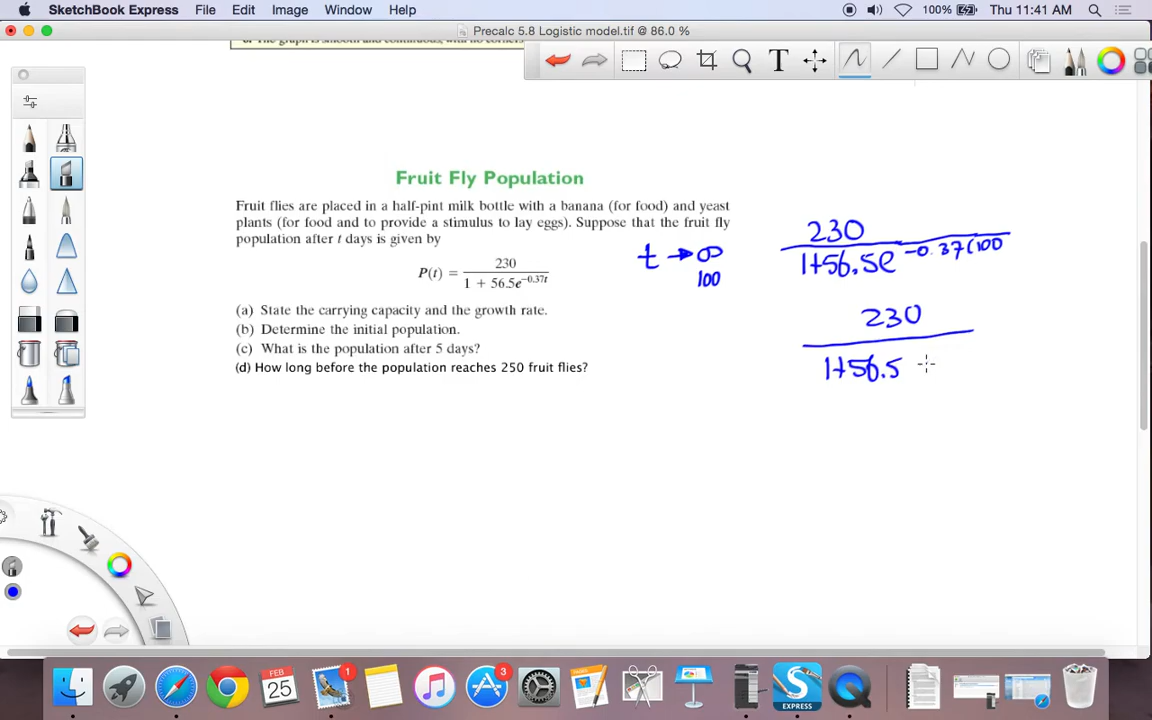 SketchBook Express File Edit Image Window Help 100% Thu 11:41 AM
Precalc 5.8 Logistic model.tif @ 86.0 %
T
Fruit Fly Population
Fruit flies are placed in a half-pint milk bottle with a banana (for food) and yeast
plants (for food and to provide a stimulus to lay eggs). Suppose that the fruit fly
population after t days is given by
P(t) = 230 / 1 + 56.5e^−0.37t
(a) State the carrying capacity and the growth rate.
(b) Determine the initial population.
(c) What is the population after 5 days?
(d) How long before the population reaches 250 fruit flies?
t → ∞
100
230
1+56.5e^−0.37(100
230
1+56.5
FEB
25
1
3
EXPRESS